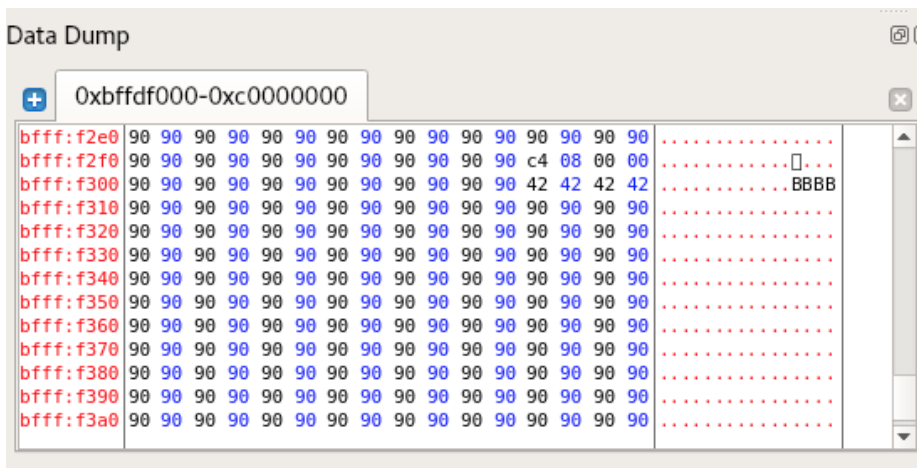 Data Dump
0xbffdf000-0xc0000000
bfff:f2e0 90 90 90 90 90 90 90 90 90 90 90 90 90 90 90 90 ................
bfff:f2f0 90 90 90 90 90 90 90 90 90 90 90 90 c4 08 00 00 ............▯...
bfff:f300 90 90 90 90 90 90 90 90 90 90 90 90 42 42 42 42 ............BBBB
bfff:f310 90 90 90 90 90 90 90 90 90 90 90 90 90 90 90 90 ................
bfff:f320 90 90 90 90 90 90 90 90 90 90 90 90 90 90 90 90 ................
bfff:f330 90 90 90 90 90 90 90 90 90 90 90 90 90 90 90 90 ................
bfff:f340 90 90 90 90 90 90 90 90 90 90 90 90 90 90 90 90 ................
bfff:f350 90 90 90 90 90 90 90 90 90 90 90 90 90 90 90 90 ................
bfff:f360 90 90 90 90 90 90 90 90 90 90 90 90 90 90 90 90 ................
bfff:f370 90 90 90 90 90 90 90 90 90 90 90 90 90 90 90 90 ................
bfff:f380 90 90 90 90 90 90 90 90 90 90 90 90 90 90 90 90 ................
bfff:f390 90 90 90 90 90 90 90 90 90 90 90 90 90 90 90 90 ................
bfff:f3a0 90 90 90 90 90 90 90 90 90 90 90 90 90 90 90 90 ................